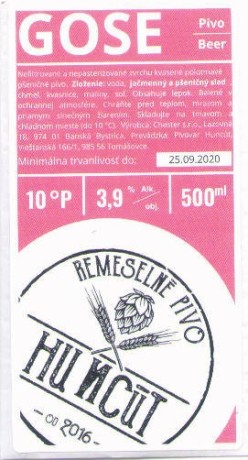 GOSE
Pivo
Beer
Nefiltrované a nepasterizované zvrchu kvasené polotmavé
pšeničné pivo. Zloženie: voda, jačmenný a pšeničný slad
chmeľ, kvasnice, maliny, soľ. Obsahuje lepok. Balené v
ochrannej atmosfére. Chráňte pred teplom, mrazom a
priamym slnečným žiarením. Skladujte na tmavom a
chladnom mieste (do 10 °C). Výrobca: Chester s.r.o., Lazovná
18, 974 01 Banská Bystrica. Prevádzka: Pivovar Huncút,
166/1, 985 56 Tomášovce.
Minimálna trvanlivosť do: 25.09.2020
10 °P
3,9 % Alk.
obj.
500ml
REMESELNÉ PIVO
HUNCÚT
- OD 2016 -